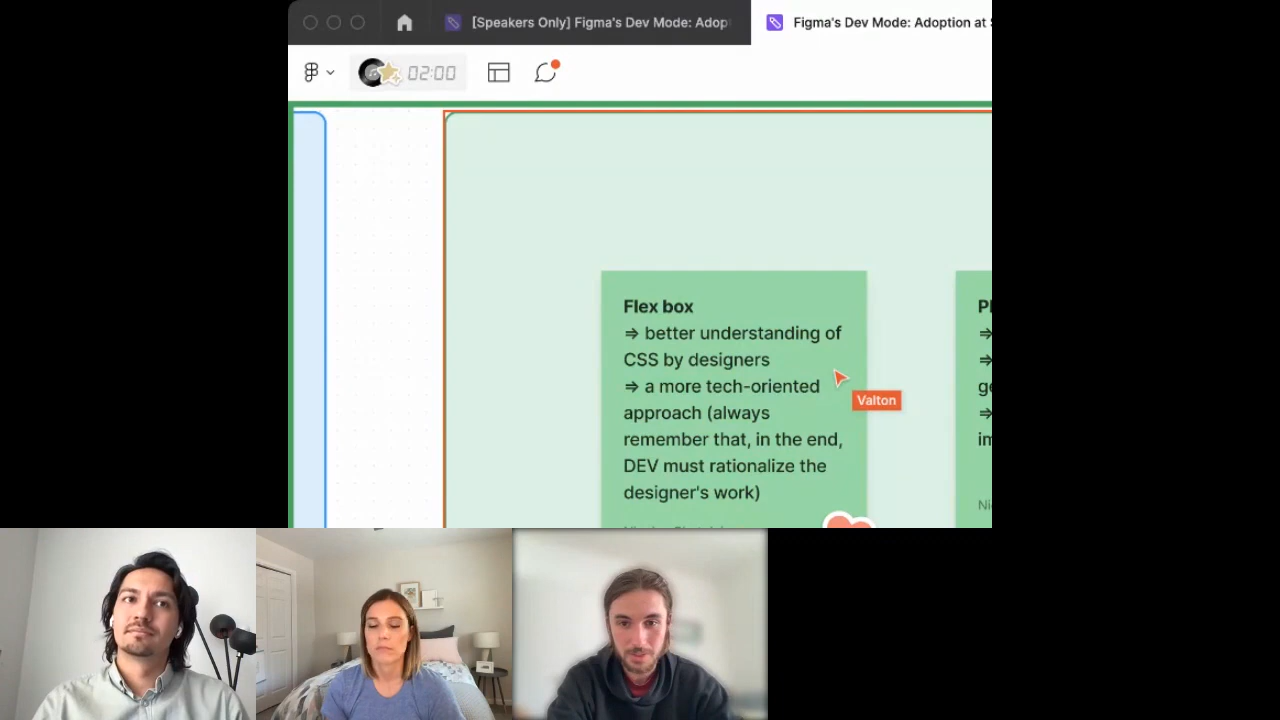 [Speakers Only] Figma's Dev Mode: Adop
Figma's Dev Mode: Adoption at
02:00
Flex box
⇒ better understanding of
CSS by designers
⇒ a more tech-oriented
approach (always
remember that, in the end,
DEV must rationalize the
designer's work)
Valton
⇒
⇒
⇒